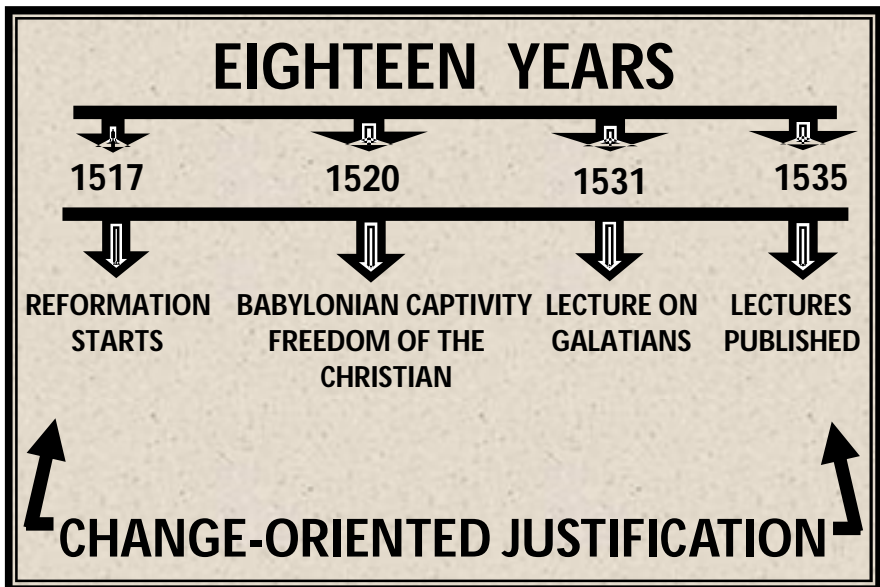 EIGHTEEN YEARS
1517 1520 1531 1535
REFORMATION BABYLONIAN CAPTIVITY LECTURE ON LECTURES
STARTS FREEDOM OF THE GALATIANS PUBLISHED
CHRISTIAN
CHANGE-ORIENTED JUSTIFICATION